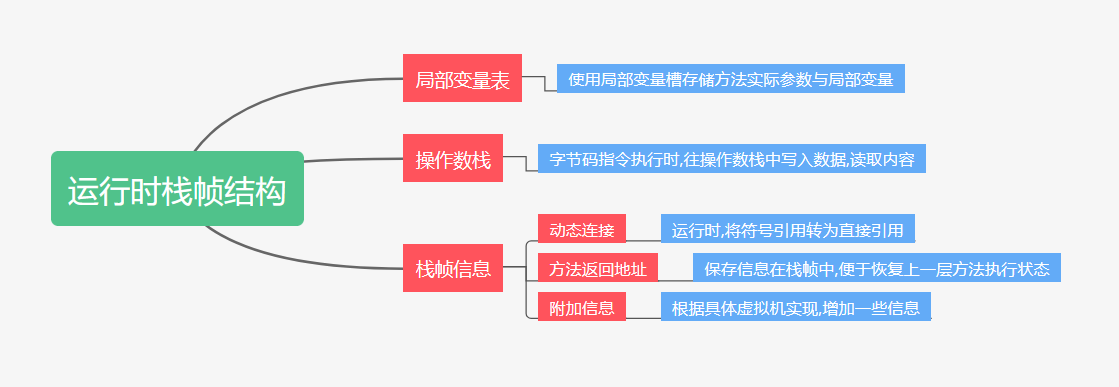 运行时栈帧结构
局部变量表
使用局部变量槽存储方法实际参数与局部变量
操作数栈
字节码指令执行时,往操作数栈中写入数据,读取内容
栈帧信息
动态连接
运行时,将符号引用转为直接引用
方法返回地址
保存信息在栈帧中,便于恢复上一层方法执行状态
附加信息
根据具体虚拟机实现,增加一些信息